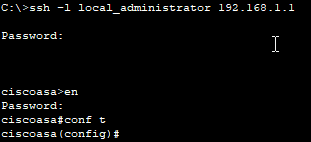 C:\>ssh -l local_administrator 192.168.1.1
Password:
ciscoasa>en
Password:
ciscoasa#conf t
ciscoasa(config)#